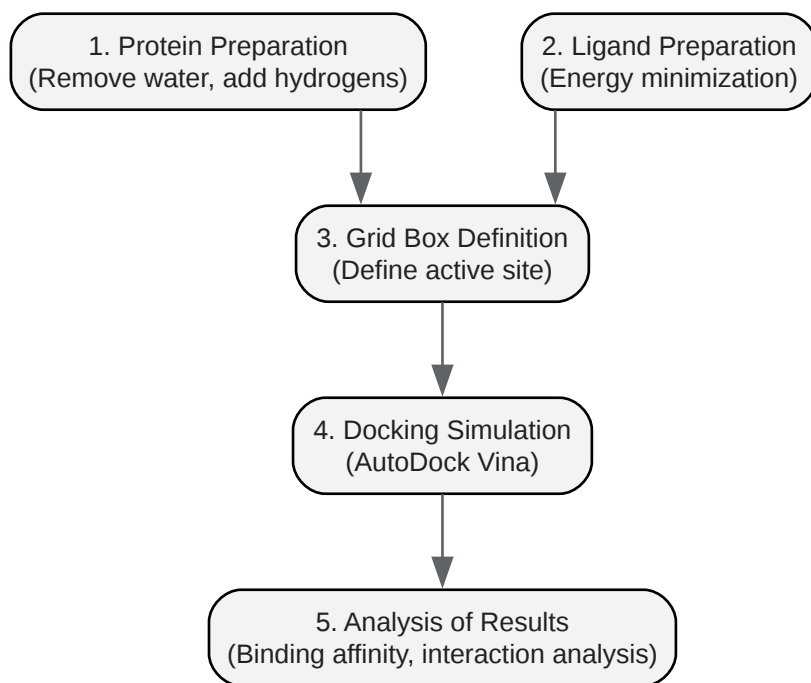 1. Protein Preparation
(Remove water, add hydrogens)
2. Ligand Preparation
(Energy minimization)
3. Grid Box Definition
(Define active site)
4. Docking Simulation
(AutoDock Vina)
5. Analysis of Results
(Binding affinity, interaction analysis)